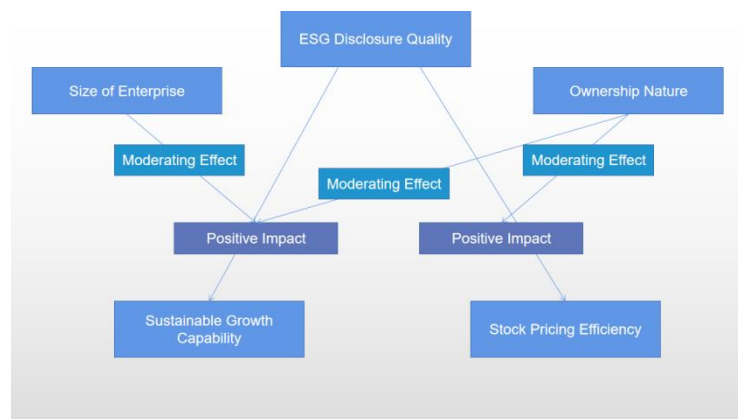 ESG Disclosure Quality
Size of Enterprise
Ownership Nature
Moderating Effect
Moderating Effect
Moderating Effect
Positive Impact
Positive Impact
Sustainable Growth
Capability
Stock Pricing Efficiency